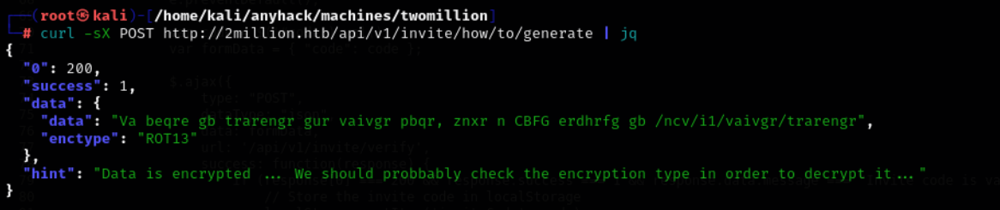 ┌──(root㉿kali)-[/home/kali/anyhack/machines/twomillion]
└─# curl -sX POST http://2million.htb/api/v1/invite/how/to/generate | jq
{
  "0": 200,
  "success": 1,
  "data": {
    "data": "Va beqre gb trarengr gur vaivgr pbqr, znxr n CBFG erdhrfg gb /ncv/i1/vaivgr/trarengr",
    "enctype": "ROT13"
  },
  "hint": "Data is encrypted ... We should probbably check the encryption type in order to decrypt it..."
}